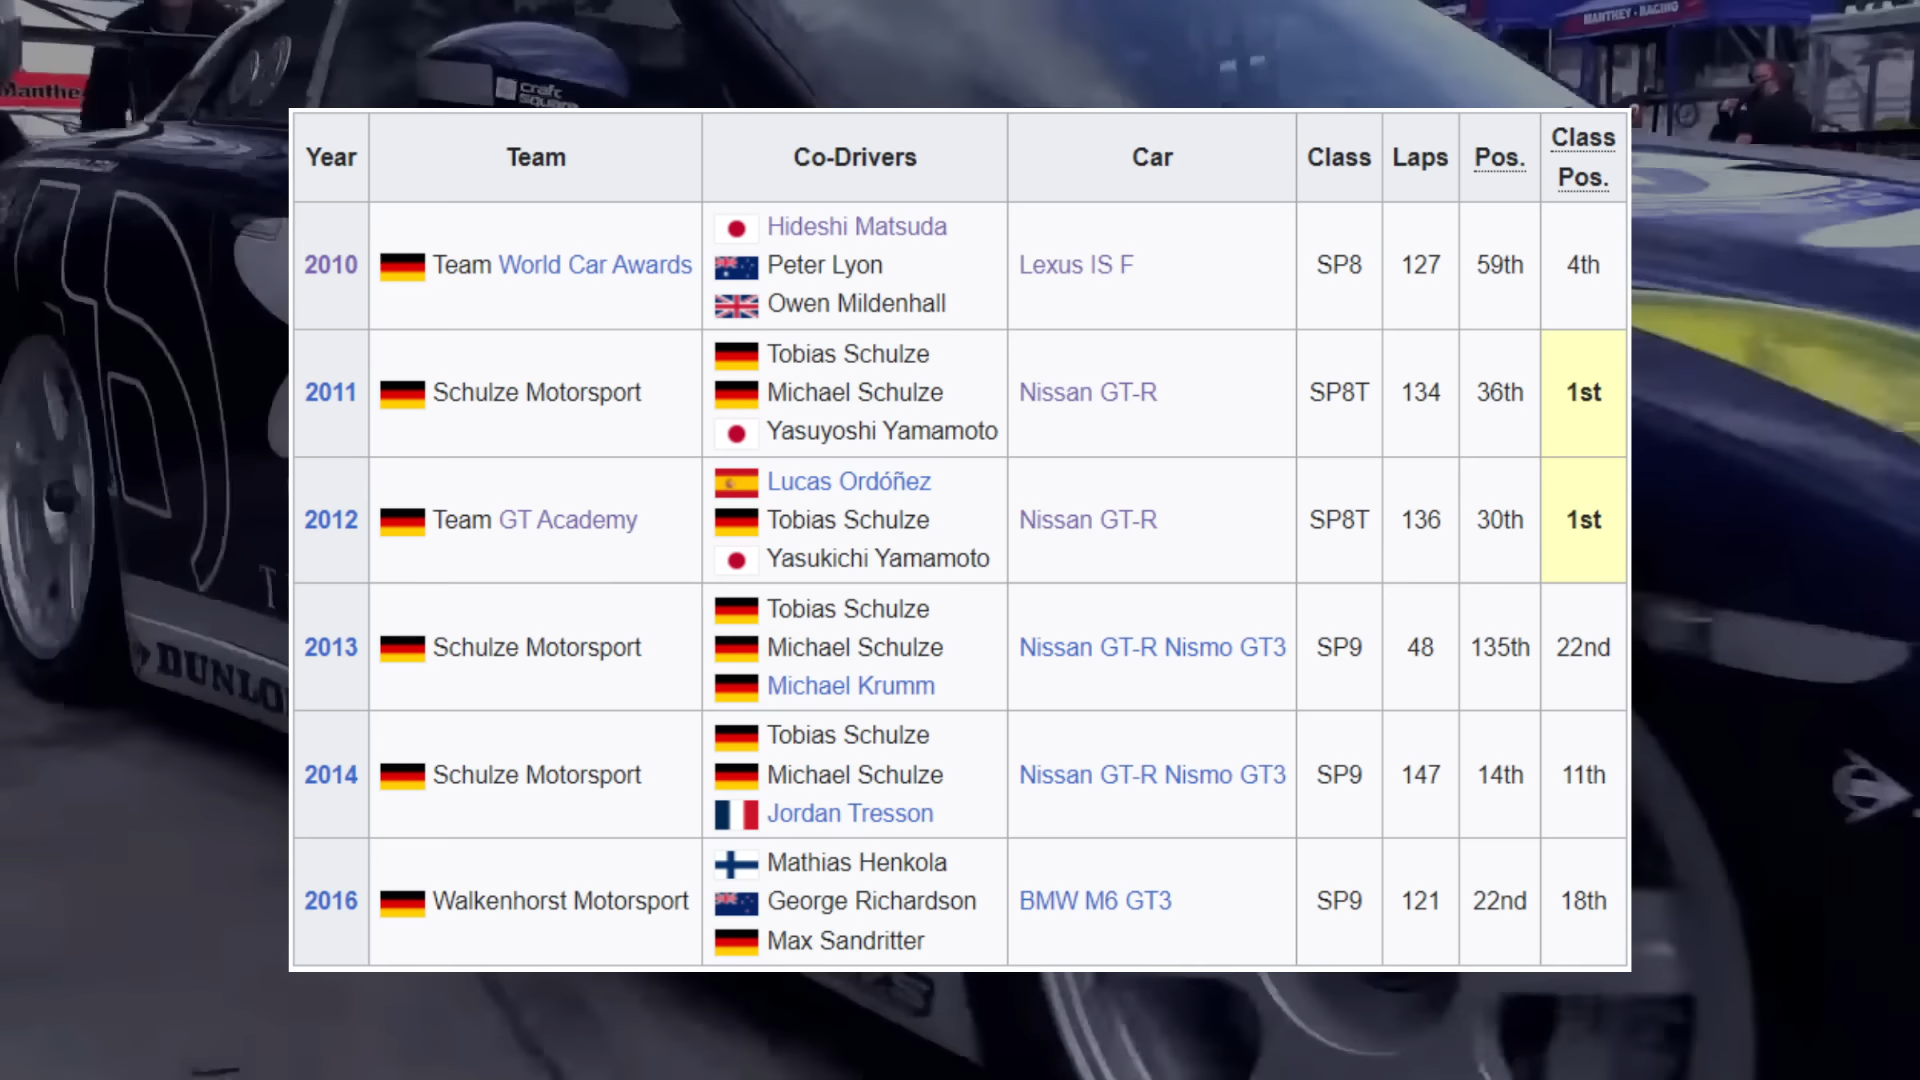 MANTHEY-RACING
Manthe
craft
square
Year Team Co-Drivers Car Class Laps Pos. Class Pos.
2010 Team World Car Awards Hideshi Matsuda Lexus IS F SP8 127 59th 4th
Peter Lyon
Owen Mildenhall
2011 Schulze Motorsport Tobias Schulze Nissan GT-R SP8T 134 36th 1st
Michael Schulze
Yasuyoshi Yamamoto
2012 Team GT Academy Lucas Ordóñez Nissan GT-R SP8T 136 30th 1st
Tobias Schulze
Yasukichi Yamamoto
2013 Schulze Motorsport Tobias Schulze Nissan GT-R Nismo GT3 SP9 48 135th 22nd
Michael Schulze
Michael Krumm
2014 Schulze Motorsport Tobias Schulze Nissan GT-R Nismo GT3 SP9 147 14th 11th
Michael Schulze
Jordan Tresson
2016 Walkenhorst Motorsport Mathias Henkola BMW M6 GT3 SP9 121 22nd 18th
George Richardson
Max Sandritter
DUNLO